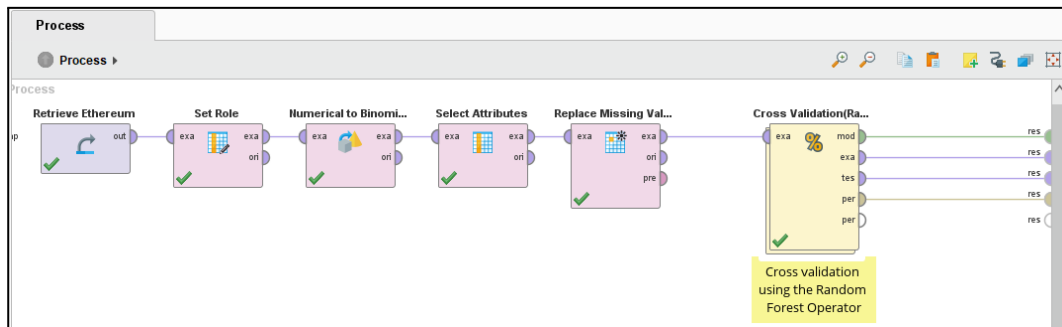 Process
Process
Process
Retrieve Ethereum
Set Role
Numerical to Binomi...
Select Attributes
Replace Missing Val...
Cross Validation(Ra...
out
exa
exa
ori
exa
exa
ori
exa
exa
ori
exa
exa
ori
pre
exa
%
mod
exa
tes
per
per
res
res
res
res
res
Cross validation
using the Random
Forest Operator